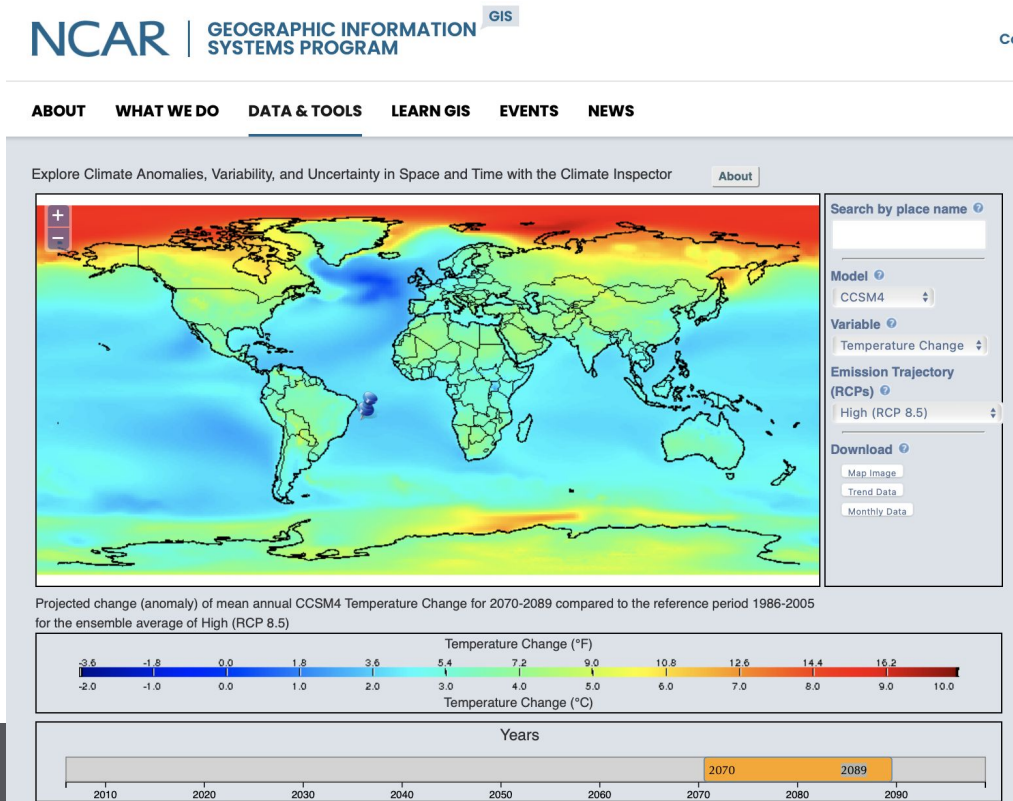 GIS
NCAR
GEOGRAPHIC INFORMATION
SYSTEMS PROGRAM
ABOUT WHAT WE DO DATA & TOOLS LEARN GIS EVENTS NEWS
Explore Climate Anomalies, Variability, and Uncertainty in Space and Time with the Climate Inspector About
+
−
Search by place name ?
Model ?
CCSM4
Variable ?
Temperature Change
Emission Trajectory
(RCPs) ?
High (RCP 8.5)
Download ?
Map Image
Trend Data
Monthly Data
Projected change (anomaly) of mean annual CCSM4 Temperature Change for 2070-2089 compared to the reference period 1986-2005
for the ensemble average of High (RCP 8.5)
Temperature Change (°F)
-3.6 -1.8 0.0 1.8 3.6 5.4 7.2 9.0 10.8 12.6 14.4 16.2
-2.0 -1.0 0.0 1.0 2.0 3.0 4.0 5.0 6.0 7.0 8.0 9.0 10.0
Temperature Change (°C)
Years
2070 2089
2010 2020 2030 2040 2050 2060 2070 2080 2090